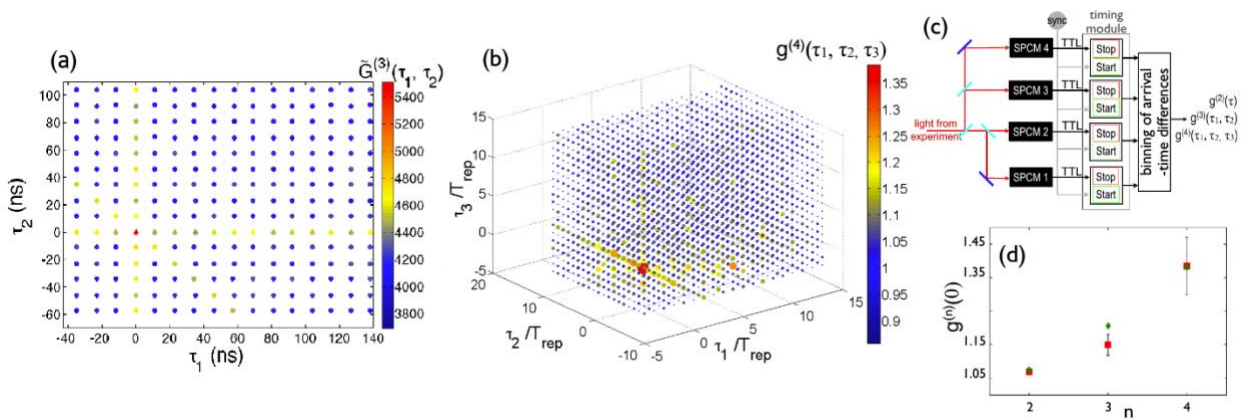 (a)
G̃(3)(τ1, τ2)
100
80
60
40
20
0
-20
-40
-60
τ2 (ns)
-40 -20 0 20 40 60 80 100 120 140
τ1 (ns)
5400
5200
5000
4800
4600
4400
4200
4000
3800
(b)
g(4)(τ1, τ2, τ3)
15
10
5
0
-5
τ3 /Trep
20
10
0
-10
τ2 /Trep
-5
0
5
10
15
τ1 /Trep
1.35
1.3
1.25
1.2
1.15
1.1
1.05
1
0.95
0.9
(c)
sync
timing
module
light from
experiment
SPCM 4
TTL
Stop
Start
SPCM 3
TTL
Stop
Start
SPCM 2
TTL
Stop
Start
SPCM 1
TTL
Stop
Start
binning of arrival
-time differences
g(2)(τ)
g(3)(τ1, τ2)
g(4)(τ1, τ2, τ3)
(d)
1.45
1.35
1.15
1.05
g(n)(0)
2 3 4
n